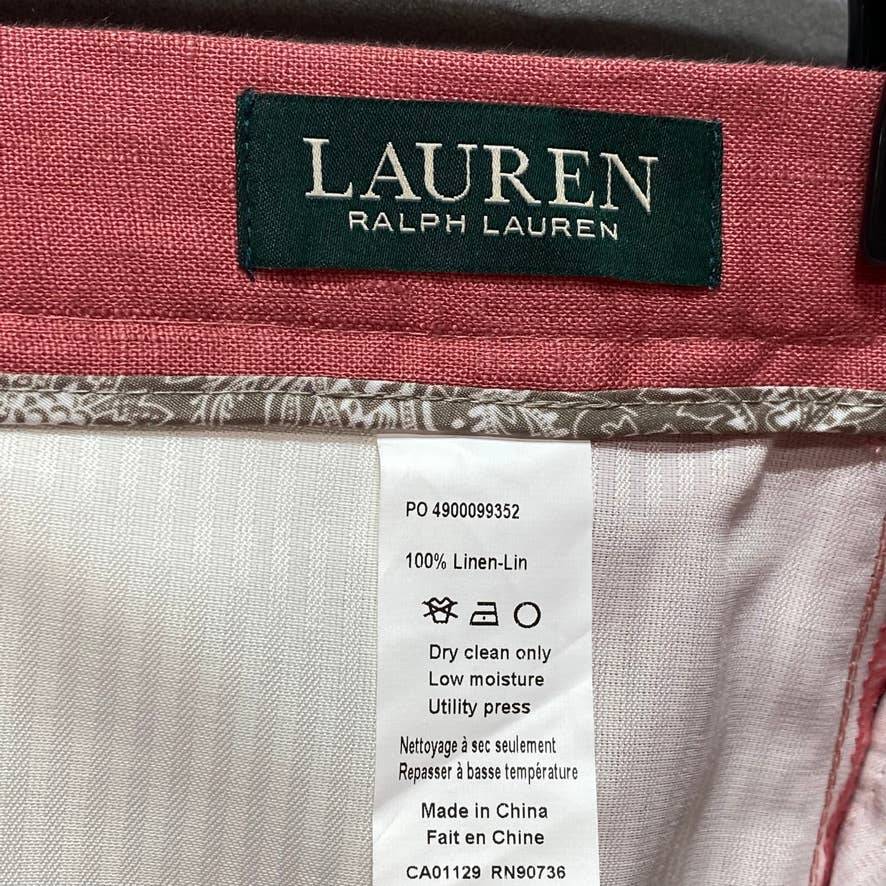 LAUREN
RALPH LAUREN
PO 4900099352
100% Linen-Lin
Dry clean only
Low moisture
Utility press
Nettoyage à sec seulement
Repasser à basse température
Made in China
Fait en Chine
CA01129 RN90736